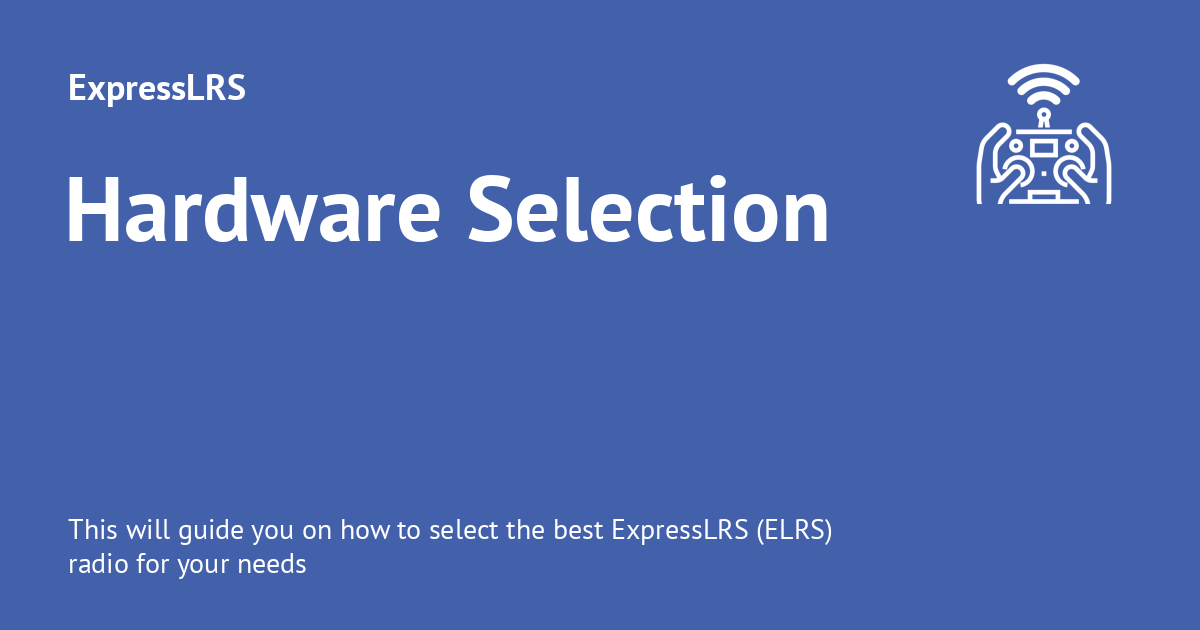 ExpressLRS
Hardware Selection
This will guide you on how to select the best ExpressLRS (ELRS)
radio for your needs